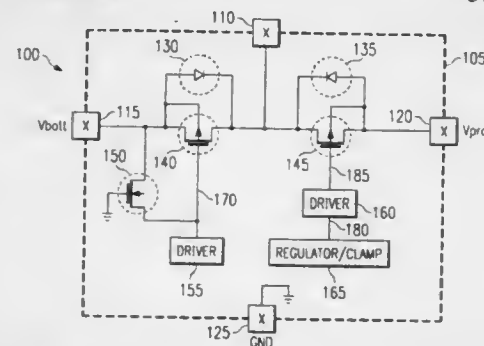 110
130
135
100
105
X
115
120
X
X
Vbatt
Vprot
150
140
145
185
170
DRIVER
160
180
DRIVER
REGULATOR/CLAMP
155
165
125
X
GND